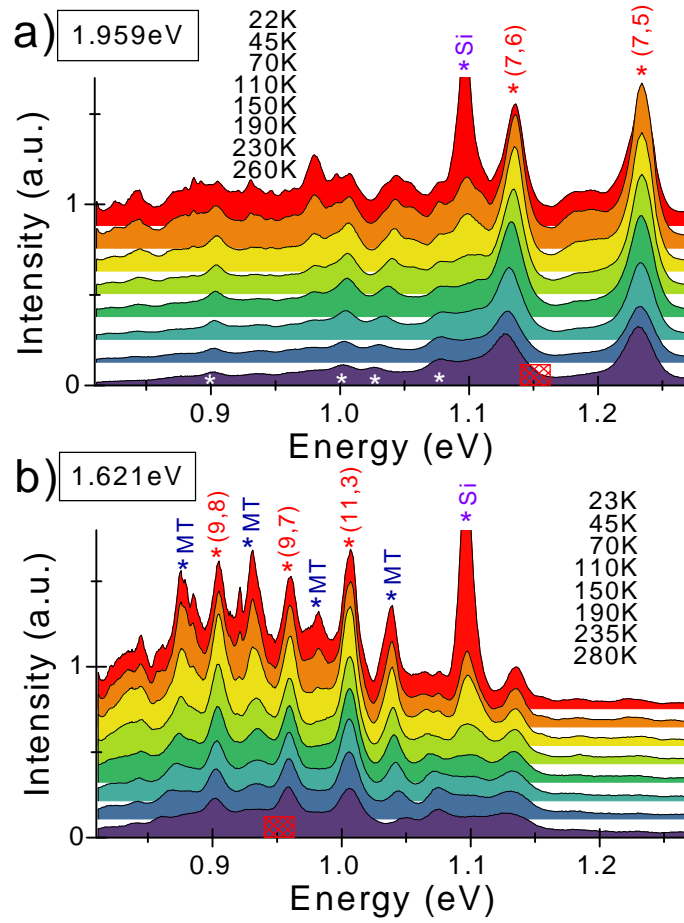 a) 1.959eV
22K
45K
70K
110K
150K
190K
230K
260K
*Si
* (7,6)
* (7,5)
Intensity (a.u.)
1
0
* * * *
0.9 1.0 1.1 1.2
Energy (eV)
b) 1.621eV
*MT
*(9,8)
*MT
*(9,7)
*MT
*(11,3)
*MT
*Si
23K
45K
70K
110K
150K
190K
235K
280K
Intensity (a.u.)
1
0
0.9 1.0 1.1 1.2
Energy (eV)